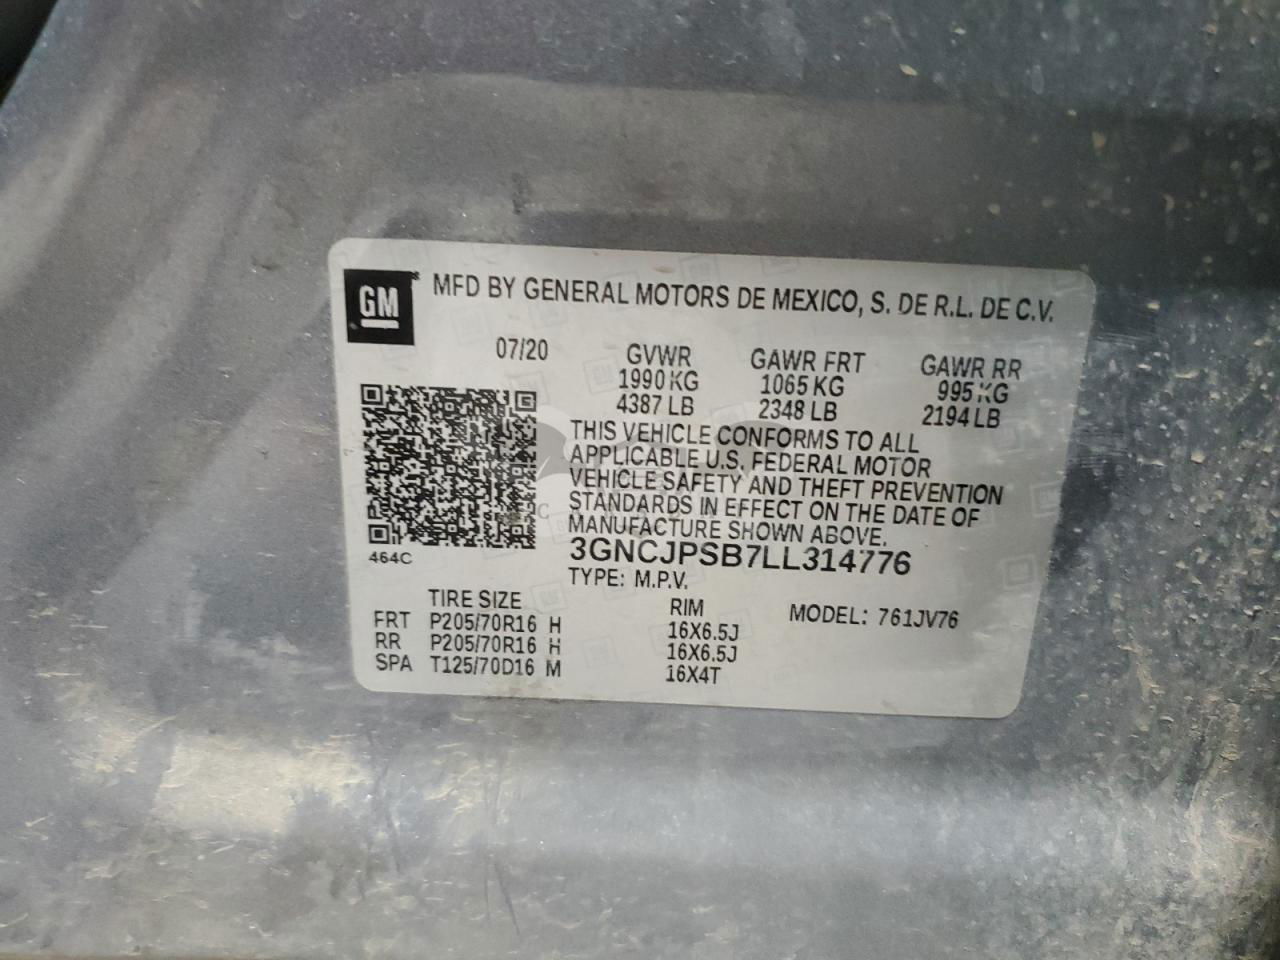 GM
MFD BY GENERAL MOTORS DE MEXICO, S. DE R.L. DE C.V.
07/20 GVWR GAWR FRT GAWR RR
1990 KG 1065 KG 995 KG
4387 LB 2348 LB 2194 LB
THIS VEHICLE CONFORMS TO ALL
APPLICABLE U.S. FEDERAL MOTOR
VEHICLE SAFETY AND THEFT PREVENTION
STANDARDS IN EFFECT ON THE DATE OF
MANUFACTURE SHOWN ABOVE.
3GNCJPSB7LL314776
464C
TYPE: M.P.V.
TIRE SIZE RIM MODEL: 761JV76
FRT P205/70R16 H 16X6.5J
RR P205/70R16 H 16X6.5J
SPA T125/70D16 M 16X4T